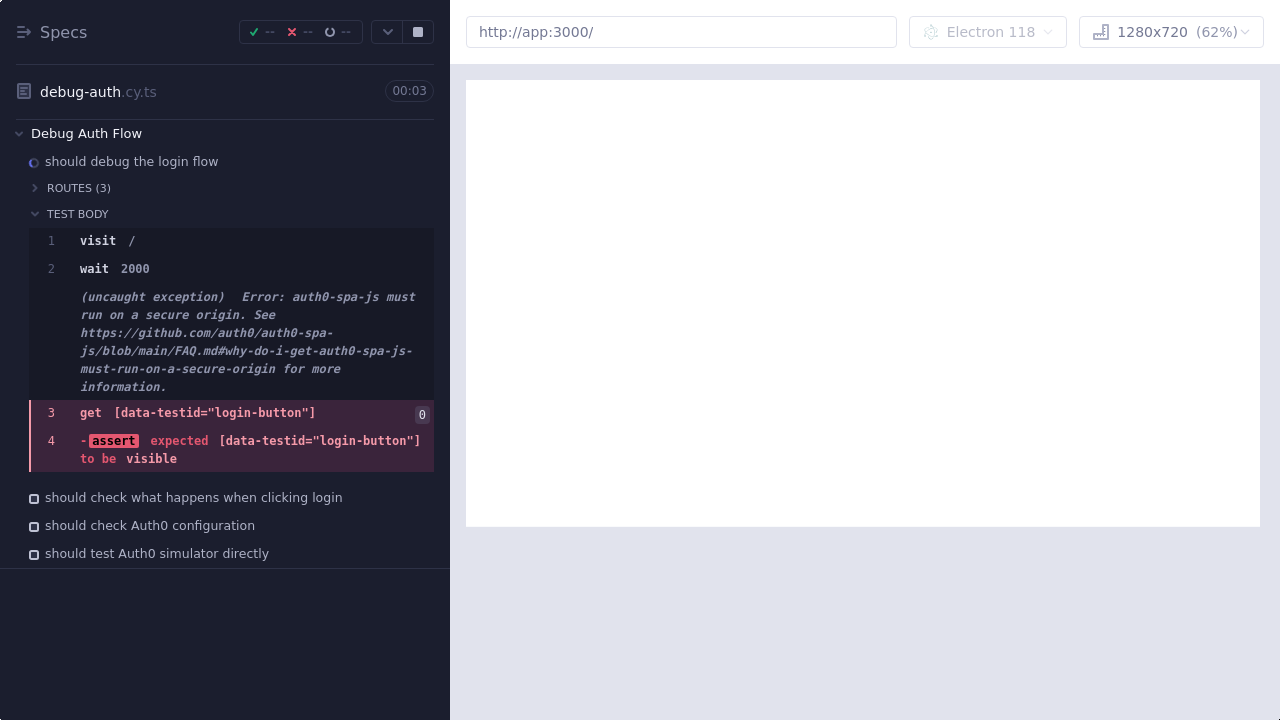 Specs
--
--
--
http://app:3000/
Electron 118
1280x720 (62%)
debug-auth.cy.ts
00:03
Debug Auth Flow
should debug the login flow
ROUTES (3)
TEST BODY
1 visit /
2 wait 2000
(uncaught exception) Error: auth0-spa-js must
run on a secure origin. See
https://github.com/auth0/auth0-spa-
js/blob/main/FAQ.md#why-do-i-get-auth0-spa-js-
must-run-on-a-secure-origin for more
information.
3 get [data-testid="login-button"] 0
4 -assert expected [data-testid="login-button"]
to be visible
should check what happens when clicking login
should check Auth0 configuration
should test Auth0 simulator directly